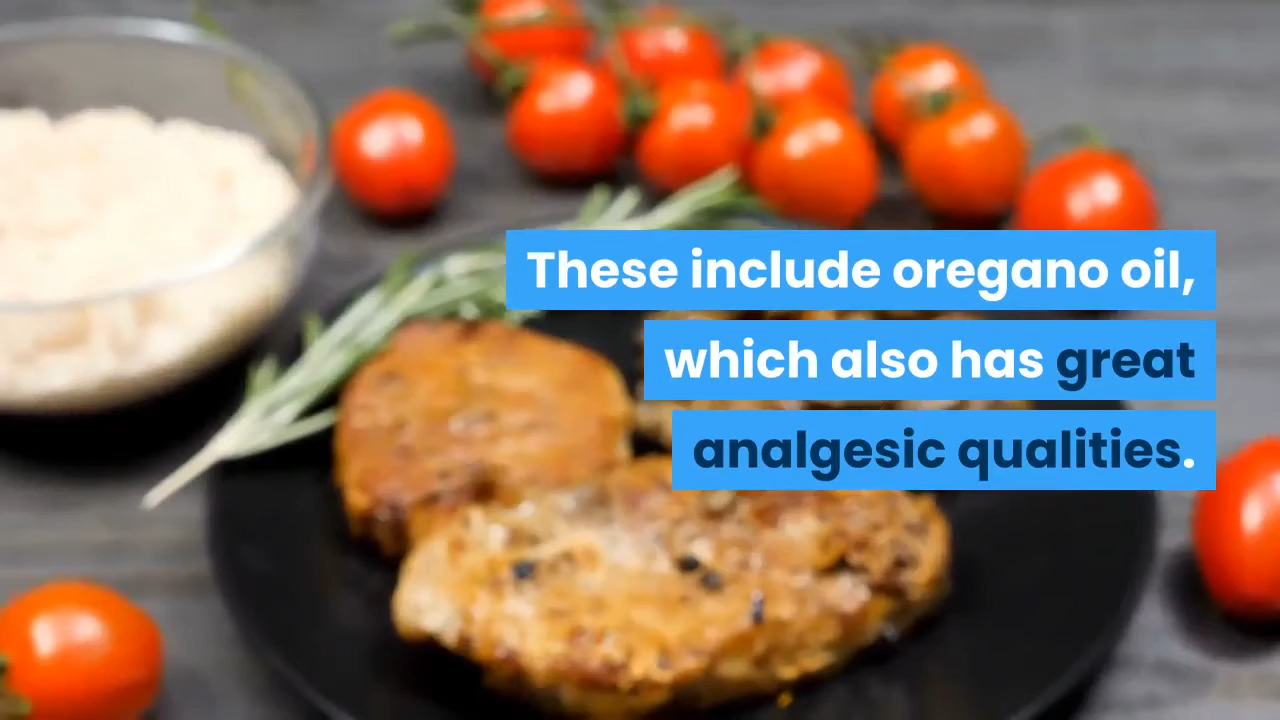 These include oregano oil,
which also has great
analgesic qualities.